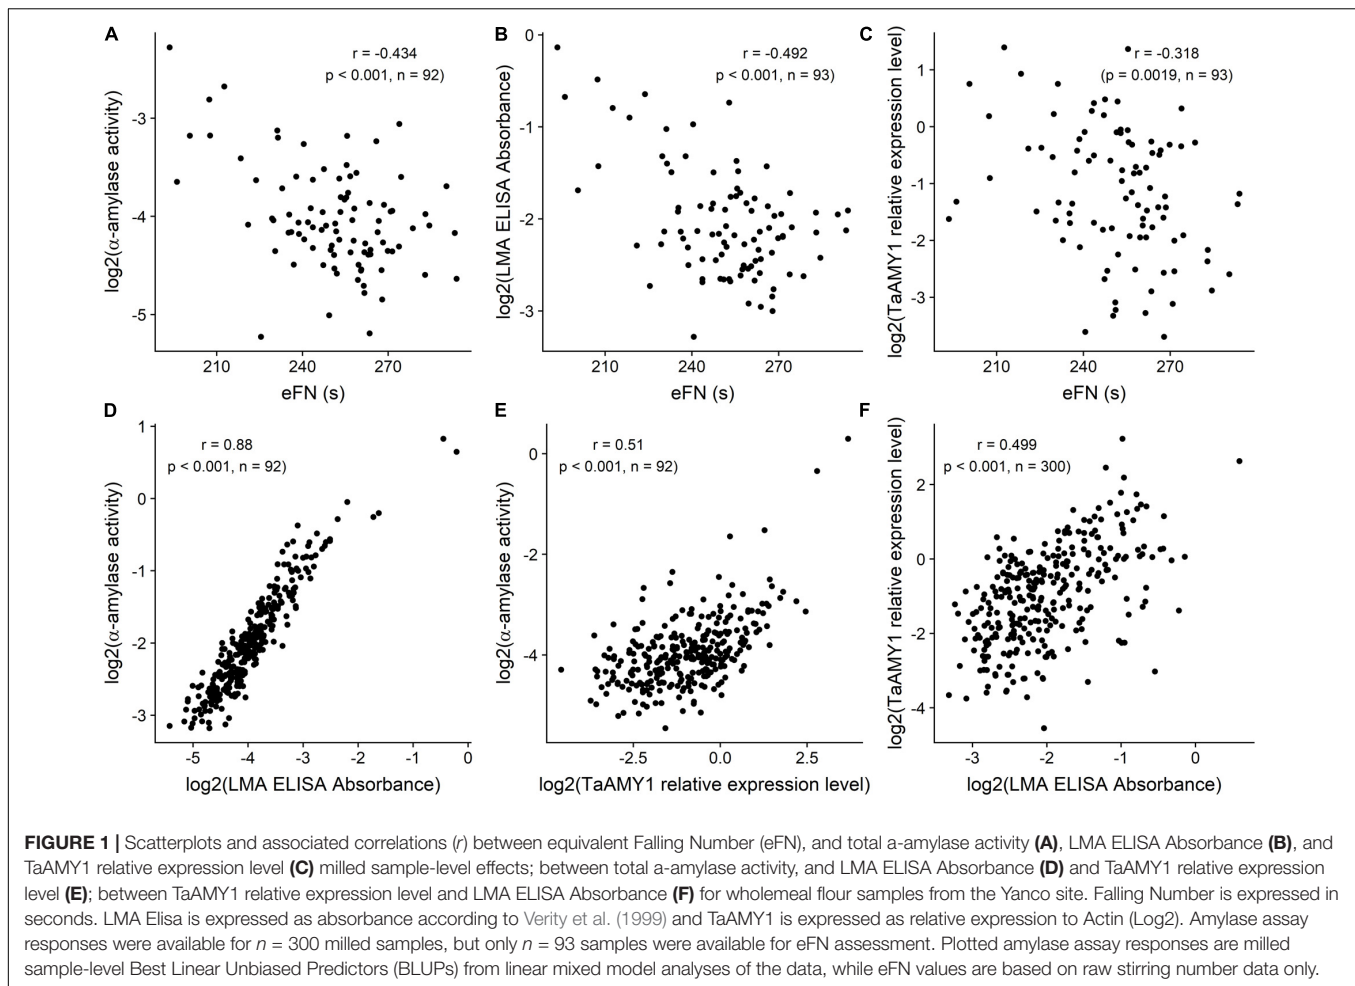 A
r = -0.434
p < 0.001, n = 92)
log2(α-amylase activity)
-3
-4
-5
210
240
270
eFN (s)
B
r = -0.492
p < 0.001, n = 93)
log2(LMA ELISA Absorbance)
0
-1
-2
-3
210
240
270
eFN (s)
C
r = -0.318
(p = 0.0019, n = 93)
log2(TaAMY1 relative expression level)
1
0
-1
-2
-3
210
240
270
eFN (s)
D
r = 0.88
p < 0.001, n = 92)
log2(α-amylase activity)
1
0
-1
-2
-3
-5
-4
-3
-2
-1
0
log2(LMA ELISA Absorbance)
E
r = 0.51
p < 0.001, n = 92)
log2(α-amylase activity)
0
-2
-4
-2.5
0.0
2.5
log2(TaAMY1 relative expression level)
F
r = 0.499
p < 0.001, n = 300)
log2(TaAMY1 relative expression level)
2
0
-2
-4
-3
-2
-1
0
log2(LMA ELISA Absorbance)
FIGURE 1 | Scatterplots and associated correlations (r) between equivalent Falling Number (eFN), and total a-amylase activity (A), LMA ELISA Absorbance (B), and
TaAMY1 relative expression level (C) milled sample-level effects; between total a-amylase activity, and LMA ELISA Absorbance (D) and TaAMY1 relative expression
level (E); between TaAMY1 relative expression level and LMA ELISA Absorbance (F) for wholemeal flour samples from the Yanco site. Falling Number is expressed in
seconds. LMA Elisa is expressed as absorbance according to Verity et al. (1999) and TaAMY1 is expressed as relative expression to Actin (Log2). Amylase assay
responses were available for n = 300 milled samples, but only n = 93 samples were available for eFN assessment. Plotted amylase assay responses are milled
sample-level Best Linear Unbiased Predictors (BLUPs) from linear mixed model analyses of the data, while eFN values are based on raw stirring number data only.